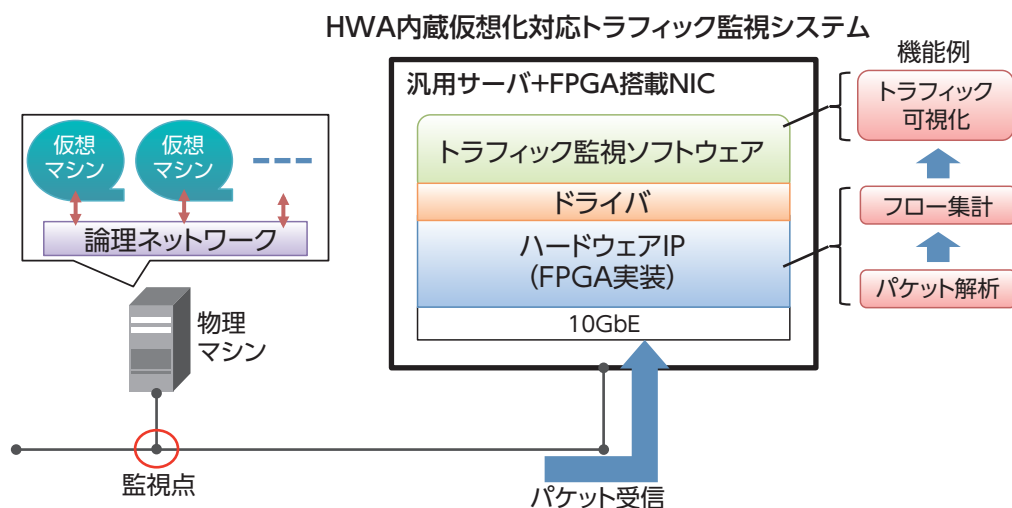 HWA内蔵仮想化対応トラフィック監視システム
機能例
汎用サーバ+FPGA搭載NIC
トラフィック
可視化
仮想
マシン
仮想
マシン
トラフィック監視ソフトウェア
ドライバ
フロー集計
論理ネットワーク
ハードウェアIP
(FPGA実装)
パケット解析
10GbE
物理
マシン
監視点
パケット受信